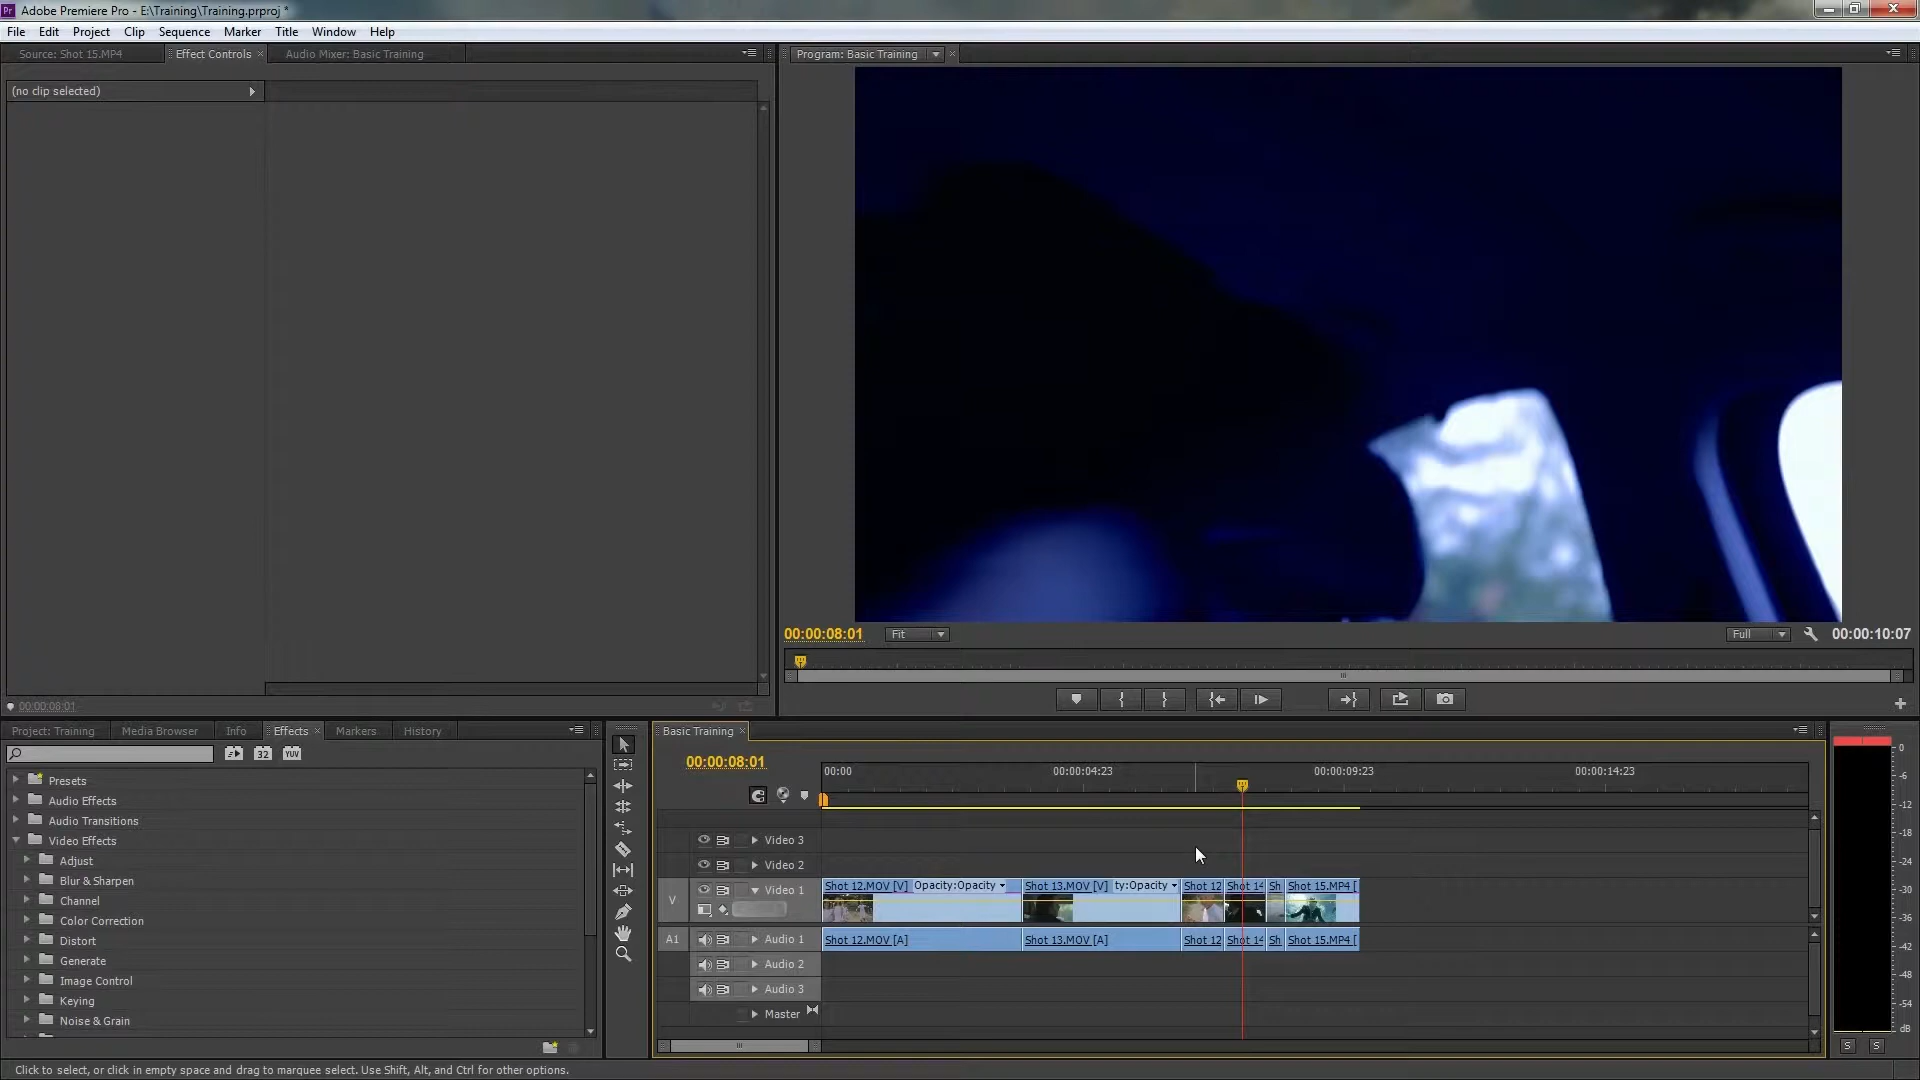 Adobe Premiere Pro - E:\Training\Training.prproj *
File Edit Project Clip Sequence Marker Title Window Help
Source: Shot 15.MP4 Effect Controls × Audio Mixer: Basic Training
Program: Basic Training
(no clip selected)
00:00:08:01 Fit Full 00:00:10:07
00:00:08:01
Project: Training Media Browser Info Effects × Markers History
32 YUV
Presets
Audio Effects
Audio Transitions
Video Effects
Adjust
Blur & Sharpen
Channel
Color Correction
Distort
Generate
Image Control
Keying
Noise & Grain
Basic Training ×
00:00:08:01
00:00 00:00:04:23 00:00:09:23 00:00:14:23
Video 3
Video 2
V Video 1 Shot 12.MOV [V] Opacity:Opacity Shot 13.MOV [V] ty:Opacity Shot 12 Shot 14 Sh Shot 15.MP4 [
A1 Audio 1 Shot 12.MOV [A] Shot 13.MOV [A] Shot 12 Shot 14 Sh Shot 15.MP4 [
Audio 2
Audio 3
Master
0
-6
-12
-18
-24
-30
-36
-42
-48
-54
dB
S S
Click to select, or click in empty space and drag to marquee select. Use Shift, Alt, and Ctrl for other options.